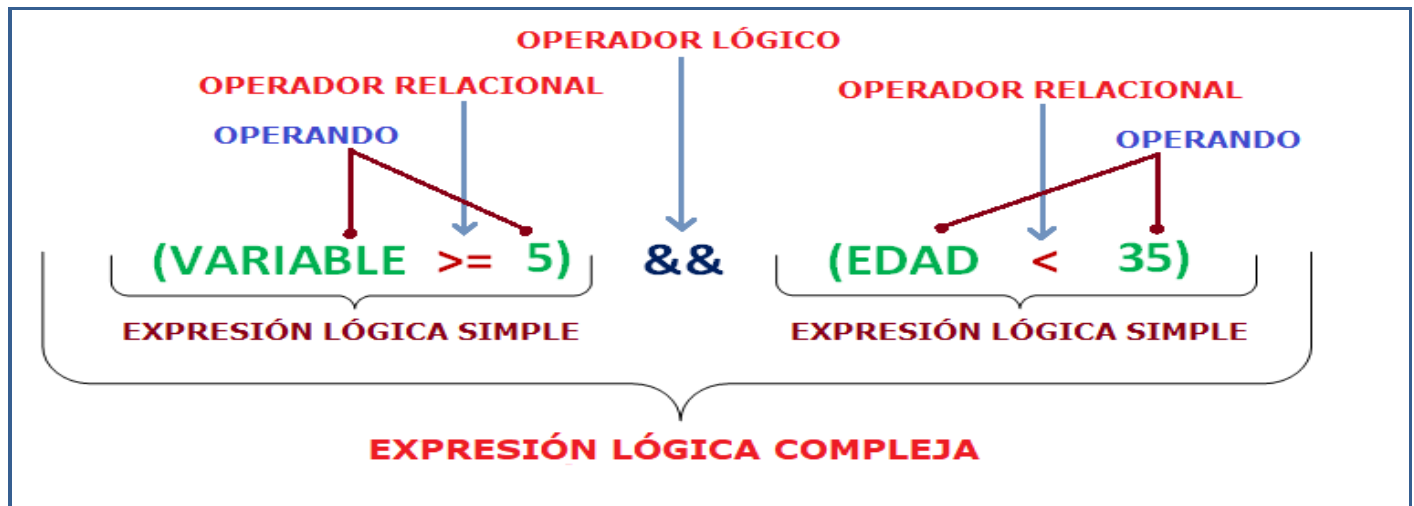 OPERADOR LÓGICO
OPERADOR RELACIONAL
OPERADOR RELACIONAL
OPERANDO
OPERANDO
(VARIABLE >= 5) && (EDAD < 35)
EXPRESIÓN LÓGICA SIMPLE
EXPRESIÓN LÓGICA SIMPLE
EXPRESIÓN LÓGICA COMPLEJA